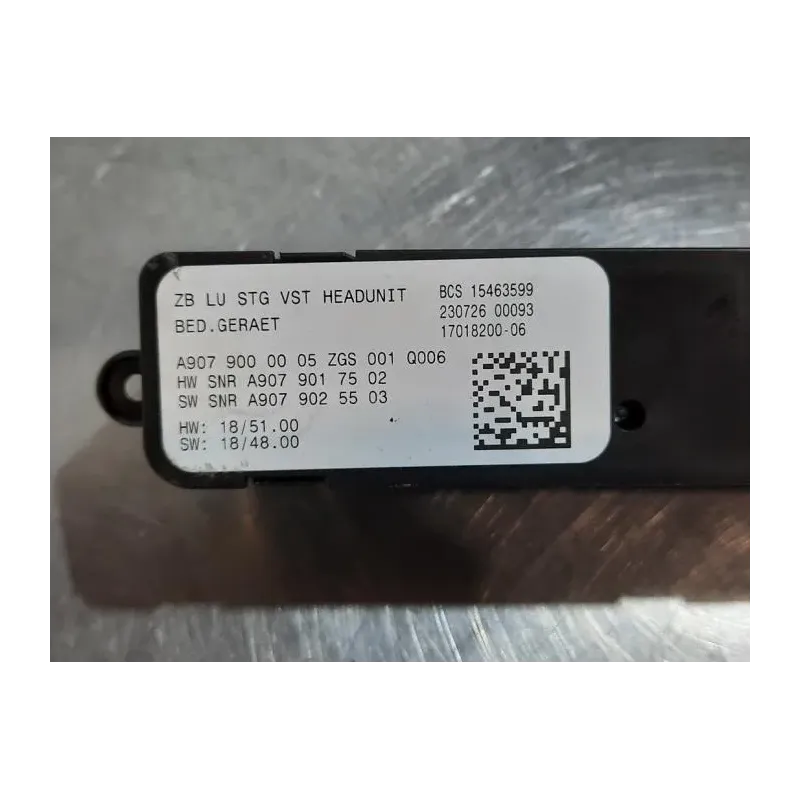 ZB LU STG VST HEADUNIT
BED.GERAET
BCS 15463599
230726 00093
17018200-06
A907 900 00 05 ZGS 001 Q006
HW SNR A907 901 75 02
SW SNR A907 902 55 03
HW: 18/51.00
SW: 18/48.00